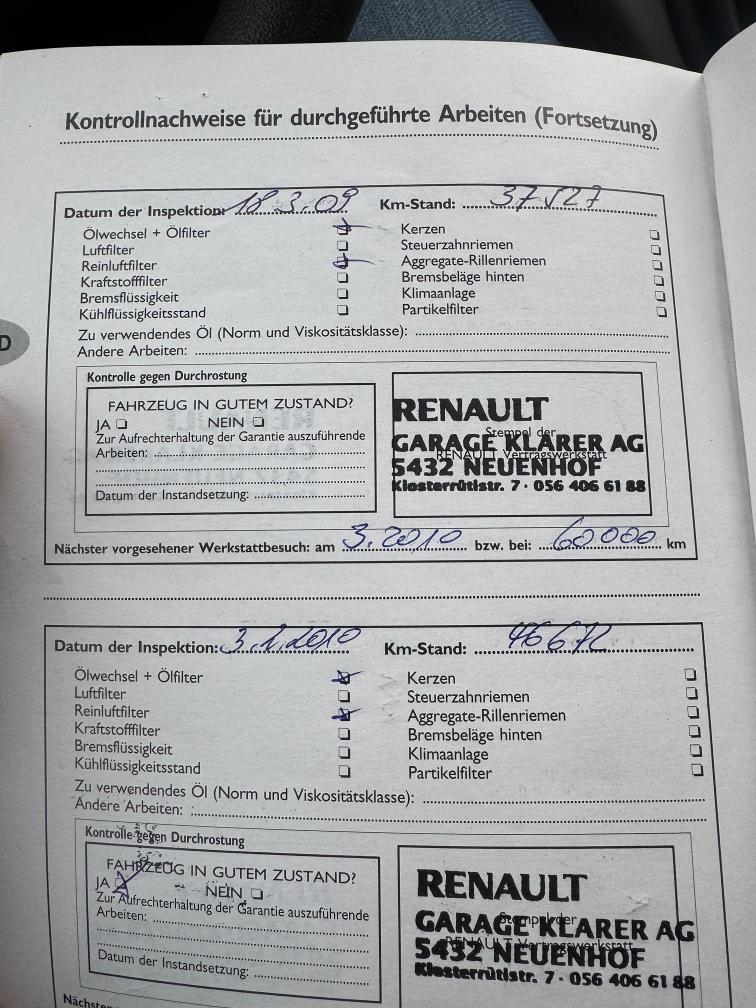 Kontrollnachweise für durchgeführte Arbeiten (Fortsetzung)
Datum der Inspektion: 18.3.09 Km-Stand: 37527
Ölwechsel + Ölfilter Kerzen
Luftfilter Steuerzahnriemen
Reinluftfilter Aggregate-Rillenriemen
Kraftstofffilter Bremsbeläge hinten
Bremsflüssigkeit Klimaanlage
Kühlflüssigkeitsstand Partikelfilter
Zu verwendendes Öl (Norm und Viskositätsklasse):
Andere Arbeiten:
Kontrolle gegen Durchrostung
FAHRZEUG IN GUTEM ZUSTAND?
JA NEIN
Zur Aufrechterhaltung der Garantie auszuführende
Arbeiten:
Datum der Instandsetzung:
RENAULT
Stempel der
GARAGE KLARER AG
RENAULT Vertragswerkstatt
5432 NEUENHOF
Klosterrütistr. 7 · 056 406 61 88
Nächster vorgesehener Werkstattbesuch: am 3.2010 bzw. bei: 60000 km
D
Datum der Inspektion: 3.2.2010 Km-Stand: 46672
Ölwechsel + Ölfilter Kerzen
Luftfilter Steuerzahnriemen
Reinluftfilter Aggregate-Rillenriemen
Kraftstofffilter Bremsbeläge hinten
Bremsflüssigkeit Klimaanlage
Kühlflüssigkeitsstand Partikelfilter
Zu verwendendes Öl (Norm und Viskositätsklasse):
Andere Arbeiten:
Kontrolle gegen Durchrostung
FAHRZEUG IN GUTEM ZUSTAND?
JA NEIN
Zur Aufrechterhaltung der Garantie auszuführende
Arbeiten:
Datum der Instandsetzung:
RENAULT
Stempel der
GARAGE KLARER AG
RENAULT Vertragswerkstatt
5432 NEUENHOF
Klosterrütistr. 7 · 056 406 61 88
Nächster